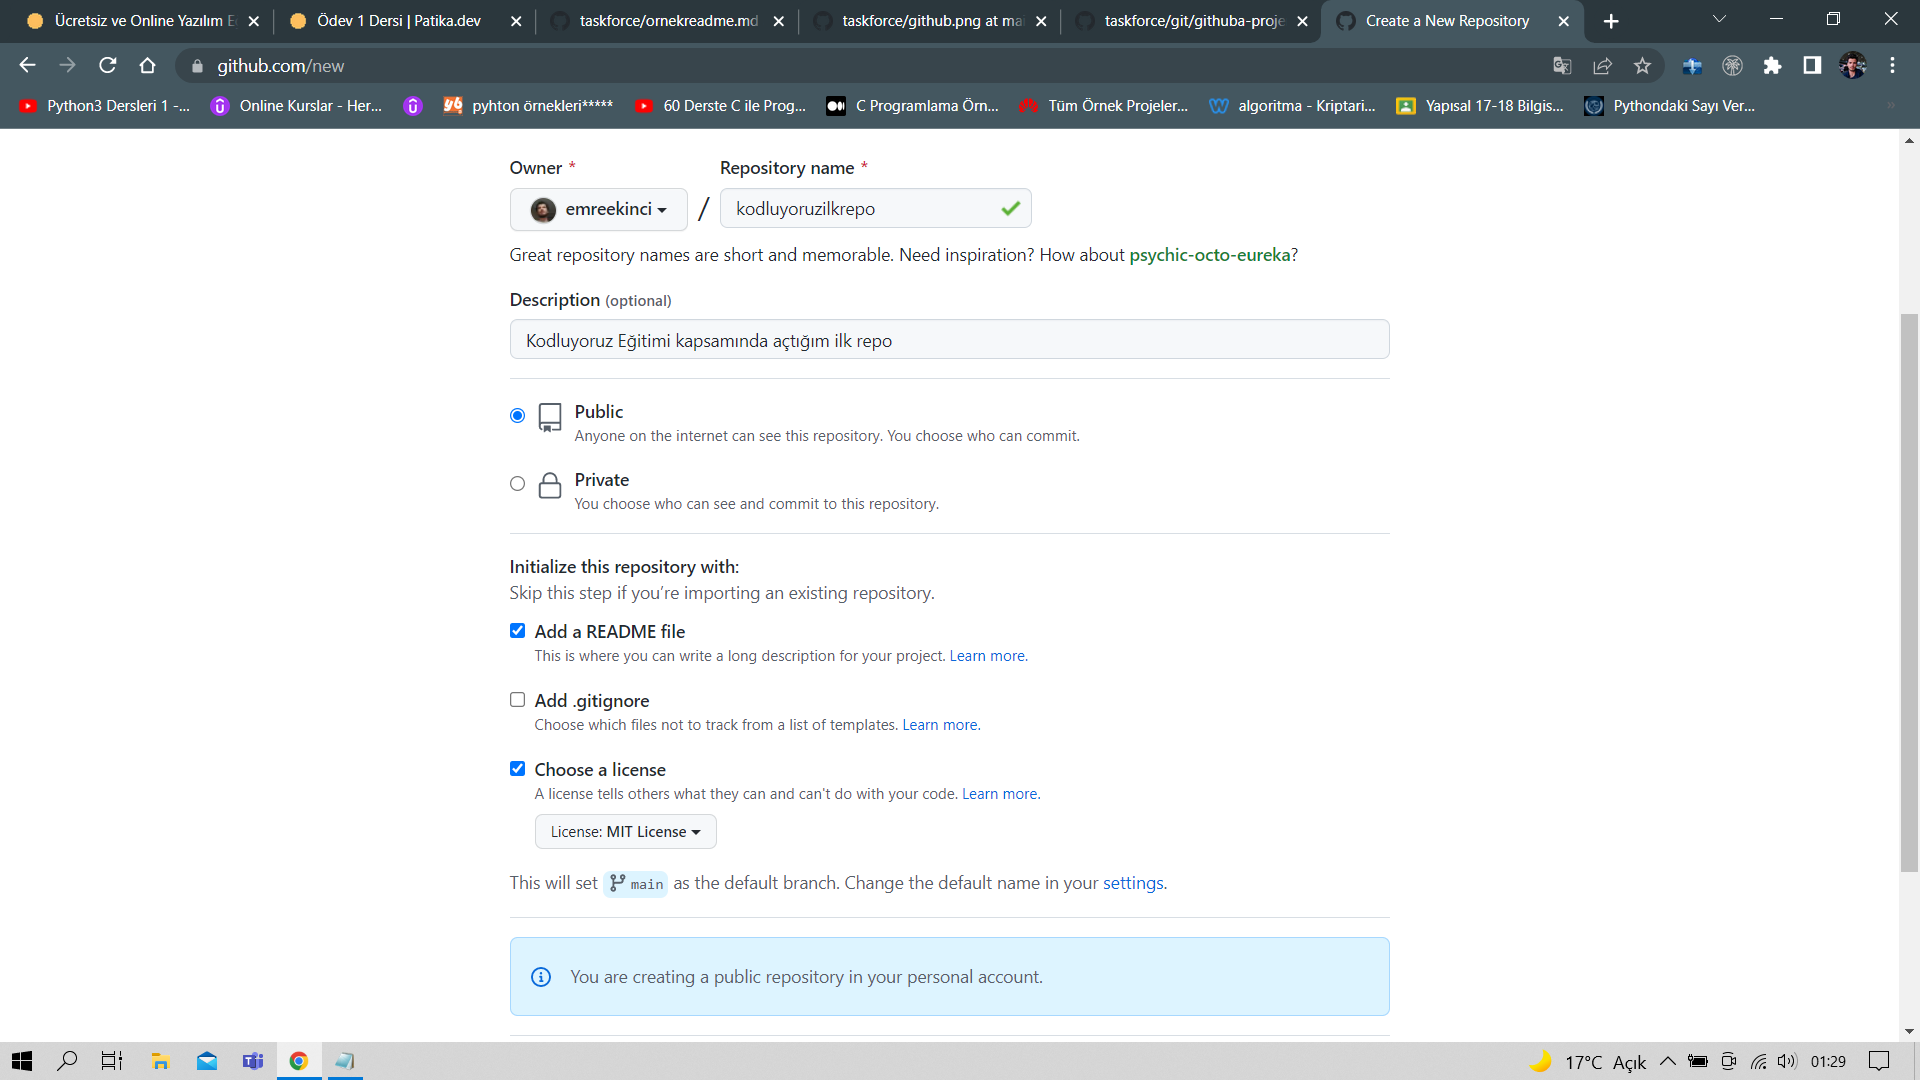 Ücretsiz ve Online Yazılım E
Ödev 1 Dersi | Patika.dev
taskforce/ornekreadme.md
taskforce/github.png at mai
taskforce/git/githuba-proje
Create a New Repository
github.com/new
Python3 Dersleri 1 -...
Online Kurslar - Her...
pyhton örnekleri*****
60 Derste C ile Prog...
C Programlama Örn...
Tüm Örnek Projeler...
algoritma - Kriptari...
Yapısal 17-18 Bilgis...
Pythondaki Sayı Ver...
Owner *
Repository name *
emreekinci
/
kodluyoruzilkrepo
Great repository names are short and memorable. Need inspiration? How about psychic-octo-eureka?
Description (optional)
Kodluyoruz Eğitimi kapsamında açtığım ilk repo
Public
Anyone on the internet can see this repository. You choose who can commit.
Private
You choose who can see and commit to this repository.
Initialize this repository with:
Skip this step if you’re importing an existing repository.
Add a README file
This is where you can write a long description for your project. Learn more.
Add .gitignore
Choose which files not to track from a list of templates. Learn more.
Choose a license
A license tells others what they can and can't do with your code. Learn more.
License: MIT License
This will set main as the default branch. Change the default name in your settings.
You are creating a public repository in your personal account.
17°C Açık
01:29